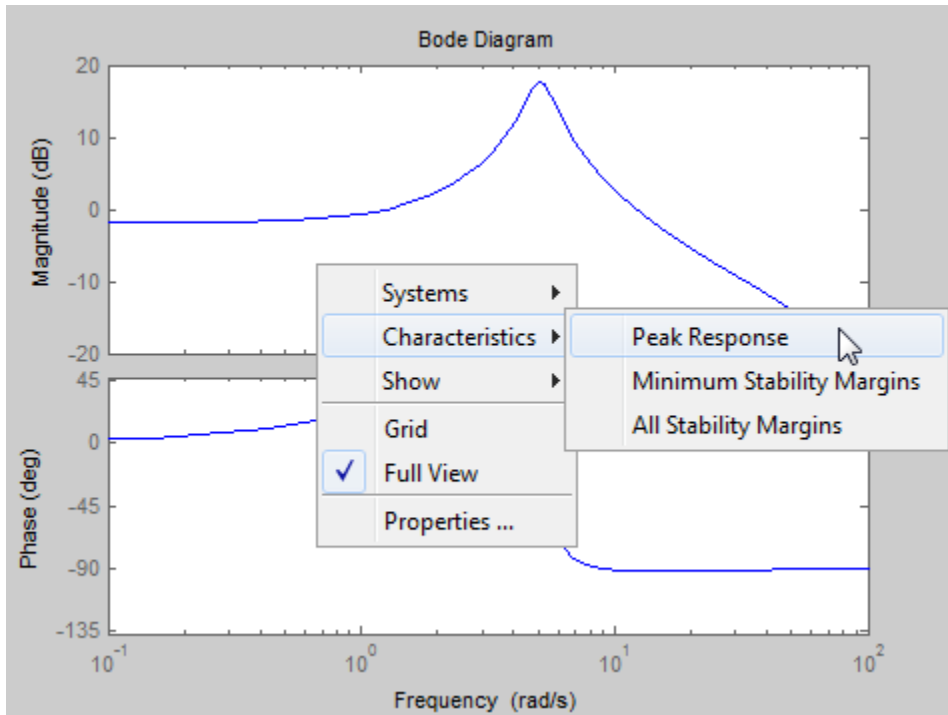 Bode Diagram
Magnitude (dB)
20
10
0
-10
-20
Systems
Characteristics
Show
Grid
Full View
Properties ...
Peak Response
Minimum Stability Margins
All Stability Margins
Phase (deg)
45
0
-45
-90
-135
10^-1
10^0
10^1
10^2
Frequency (rad/s)